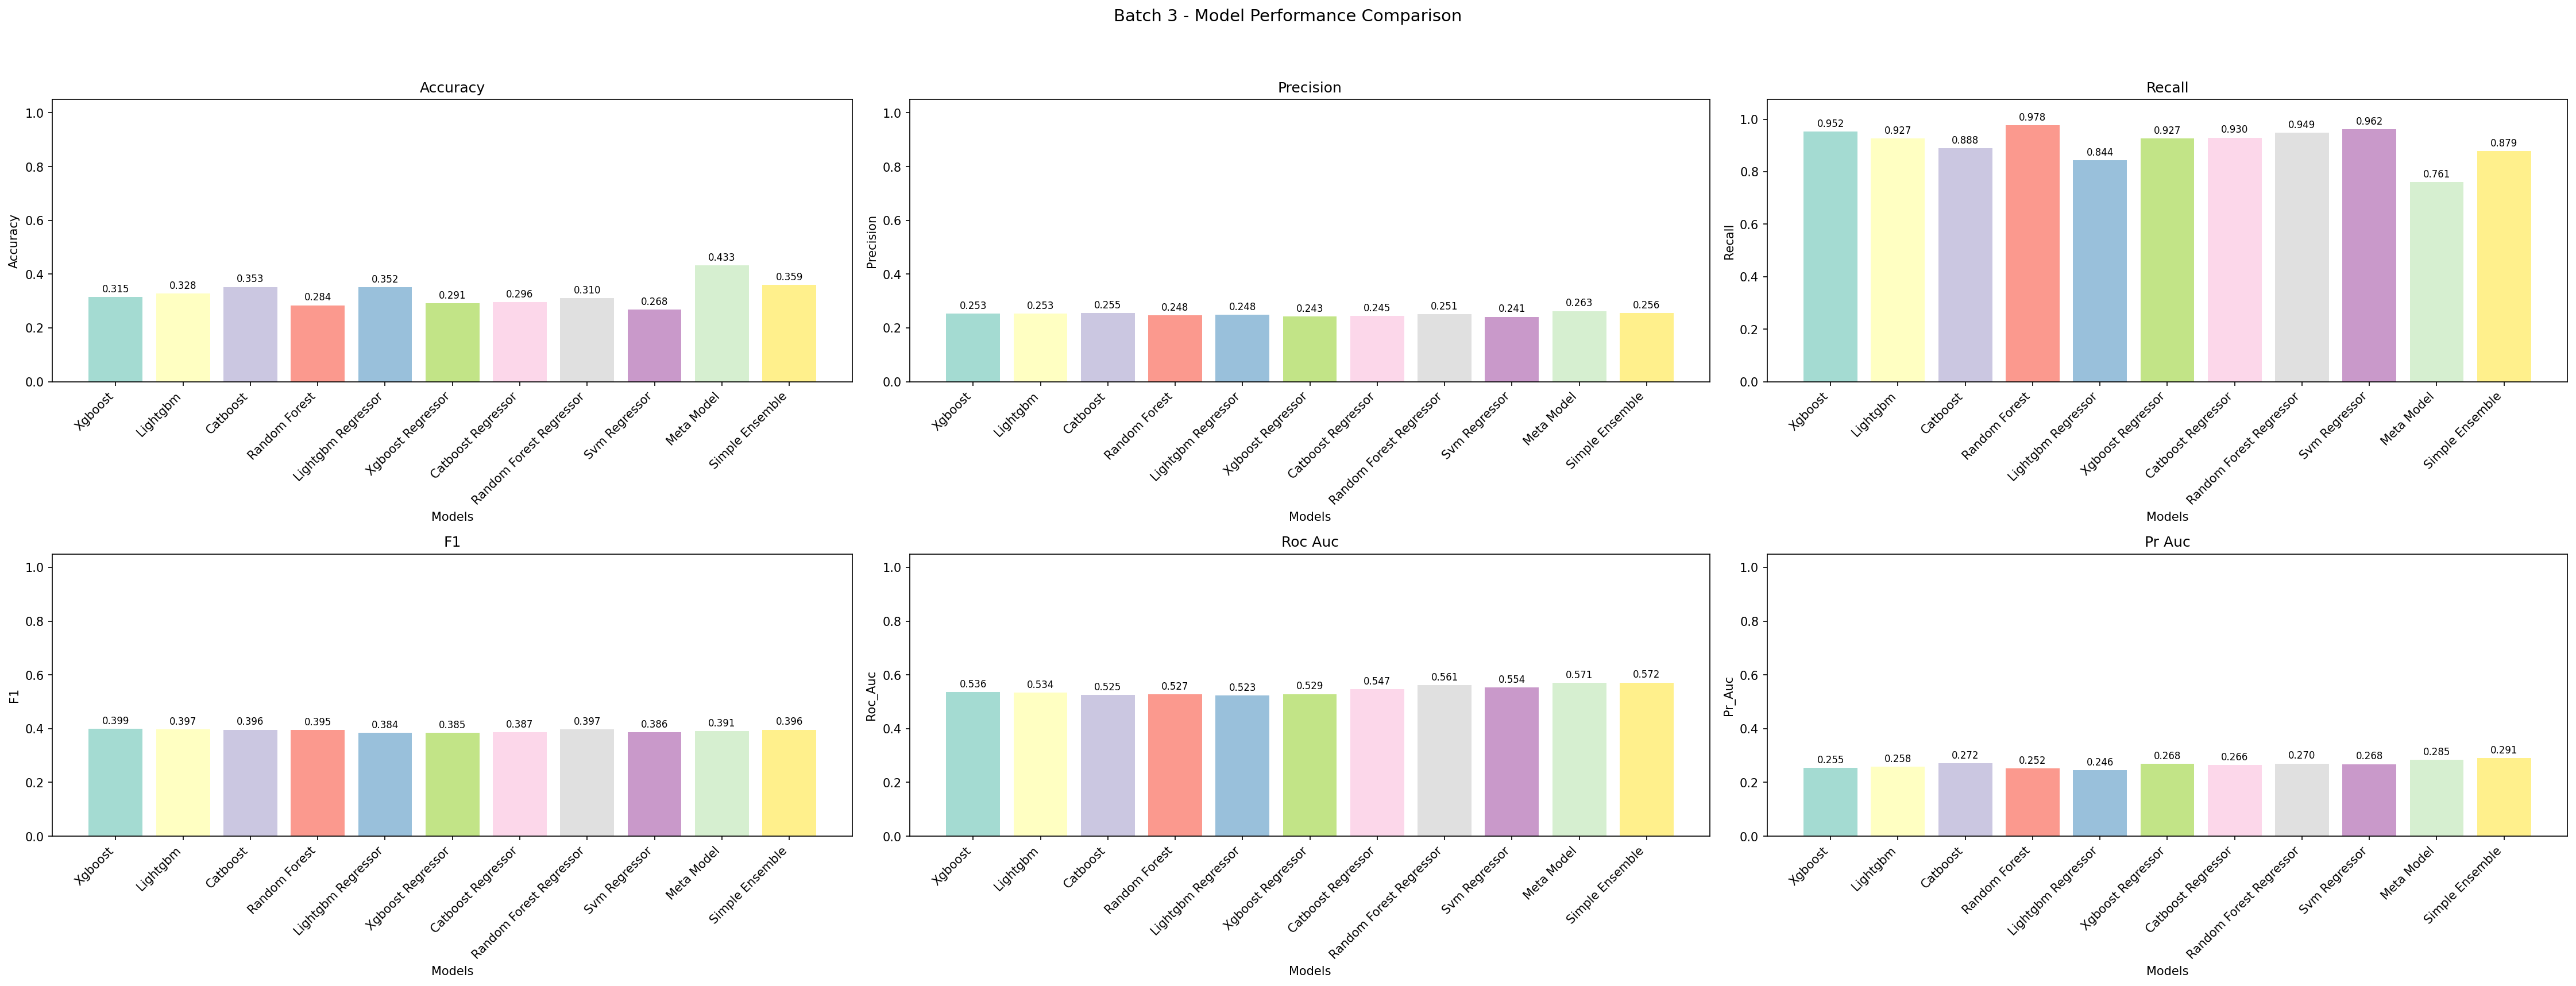 Batch 3 - Model Performance Comparison
Accuracy
Accuracy
1.0
0.8
0.6
0.4
0.2
0.0
0.315
0.328
0.353
0.284
0.352
0.291
0.296
0.310
0.268
0.433
0.359
Xgboost
Lightgbm
Catboost
Random Forest
Lightgbm Regressor
Xgboost Regressor
Catboost Regressor
Random Forest Regressor
Svm Regressor
Meta Model
Simple Ensemble
Models
Precision
Precision
1.0
0.8
0.6
0.4
0.2
0.0
0.253
0.253
0.255
0.248
0.248
0.243
0.245
0.251
0.241
0.263
0.256
Xgboost
Lightgbm
Catboost
Random Forest
Lightgbm Regressor
Xgboost Regressor
Catboost Regressor
Random Forest Regressor
Svm Regressor
Meta Model
Simple Ensemble
Models
Recall
Recall
1.0
0.8
0.6
0.4
0.2
0.0
0.952
0.927
0.888
0.978
0.844
0.927
0.930
0.949
0.962
0.761
0.879
Xgboost
Lightgbm
Catboost
Random Forest
Lightgbm Regressor
Xgboost Regressor
Catboost Regressor
Random Forest Regressor
Svm Regressor
Meta Model
Simple Ensemble
Models
F1
F1
1.0
0.8
0.6
0.4
0.2
0.0
0.399
0.397
0.396
0.395
0.384
0.385
0.387
0.397
0.386
0.391
0.396
Xgboost
Lightgbm
Catboost
Random Forest
Lightgbm Regressor
Xgboost Regressor
Catboost Regressor
Random Forest Regressor
Svm Regressor
Meta Model
Simple Ensemble
Models
Roc Auc
Roc_Auc
1.0
0.8
0.6
0.4
0.2
0.0
0.536
0.534
0.525
0.527
0.523
0.529
0.547
0.561
0.554
0.571
0.572
Xgboost
Lightgbm
Catboost
Random Forest
Lightgbm Regressor
Xgboost Regressor
Catboost Regressor
Random Forest Regressor
Svm Regressor
Meta Model
Simple Ensemble
Models
Pr Auc
Pr_Auc
1.0
0.8
0.6
0.4
0.2
0.0
0.255
0.258
0.272
0.252
0.246
0.268
0.266
0.270
0.268
0.285
0.291
Xgboost
Lightgbm
Catboost
Random Forest
Lightgbm Regressor
Xgboost Regressor
Catboost Regressor
Random Forest Regressor
Svm Regressor
Meta Model
Simple Ensemble
Models